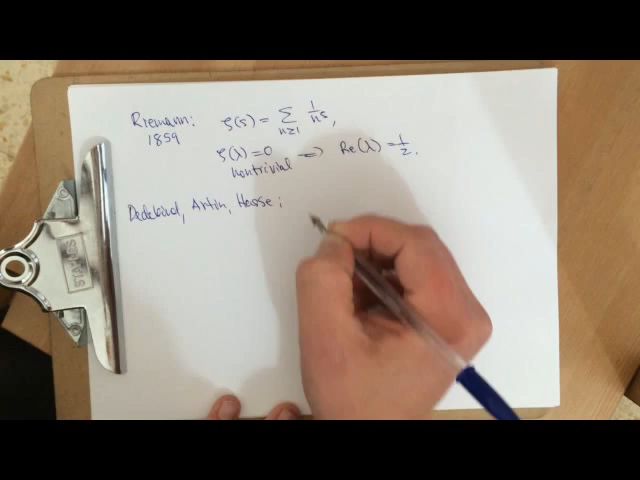 Riemann: ζ(s) = ∑ n≥1 1/n^s,
1859 ζ(λ)=0 => Re(λ)=1/2.
nontrivial
Dedekind, Artin, Hasse;
STAPLES